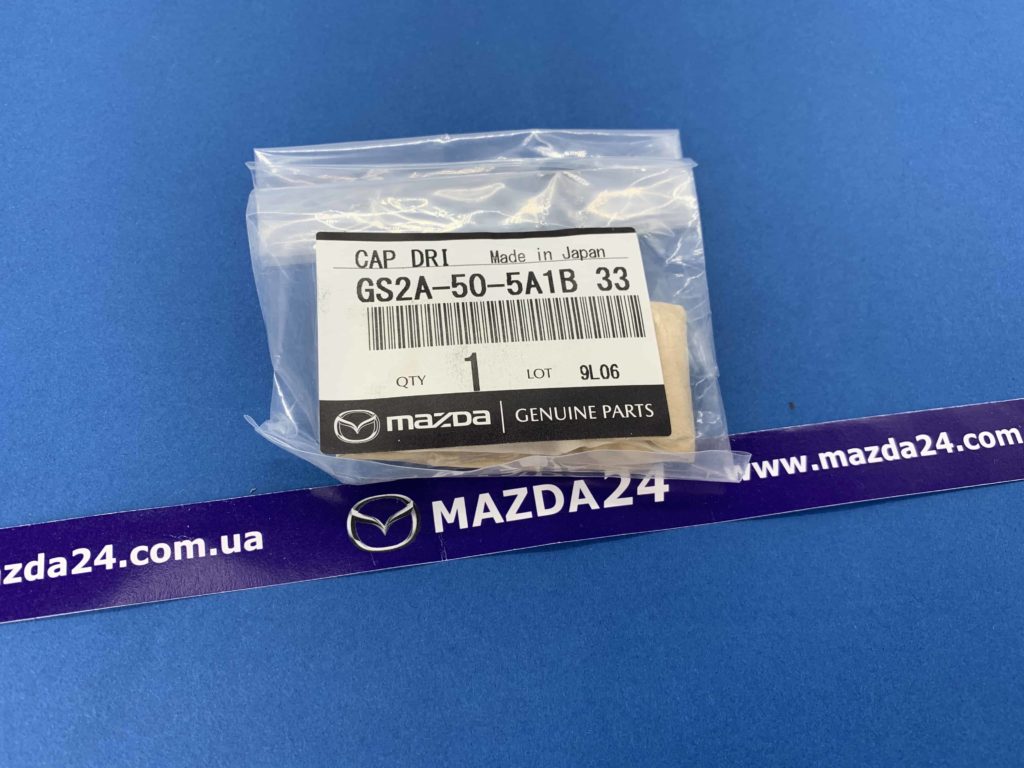 CAP DRI Made in Japan
GS2A-50-5A1B 33
QTY 1 LOT 9L06
mazda GENUINE PARTS
www.mazda24.com.
MAZDA24
zda24.com.ua